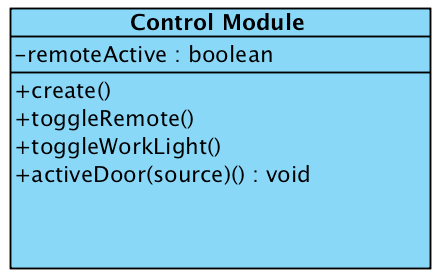 Control Module
-remoteActive : boolean
+create()
+toggleRemote()
+toggleWorkLight()
+activeDoor(source)() : void